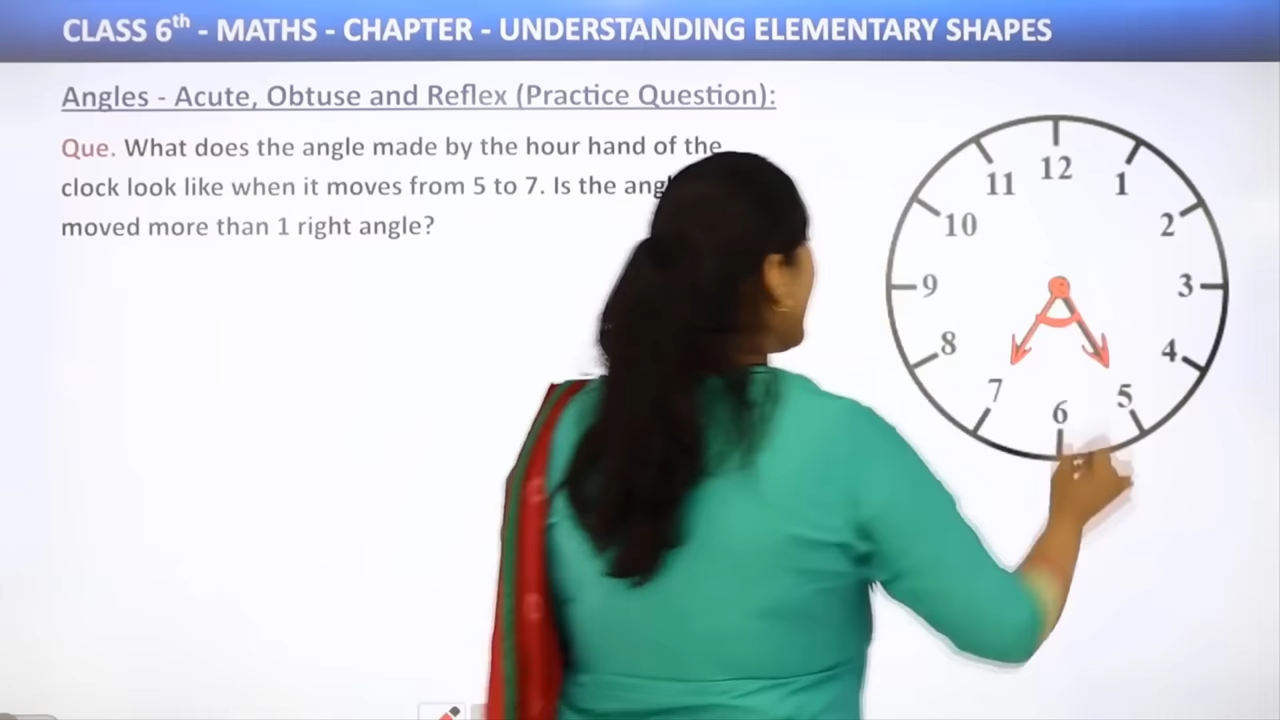 CLASS 6th - MATHS - CHAPTER - UNDERSTANDING ELEMENTARY SHAPES
Angles - Acute, Obtuse and Reflex (Practice Question):
Que. What does the angle made by the hour hand of the
clock look like when it moves from 5 to 7. Is the
moved more than 1 right angle?
12
11
1
10
2
9
3
8
4
7
5
6